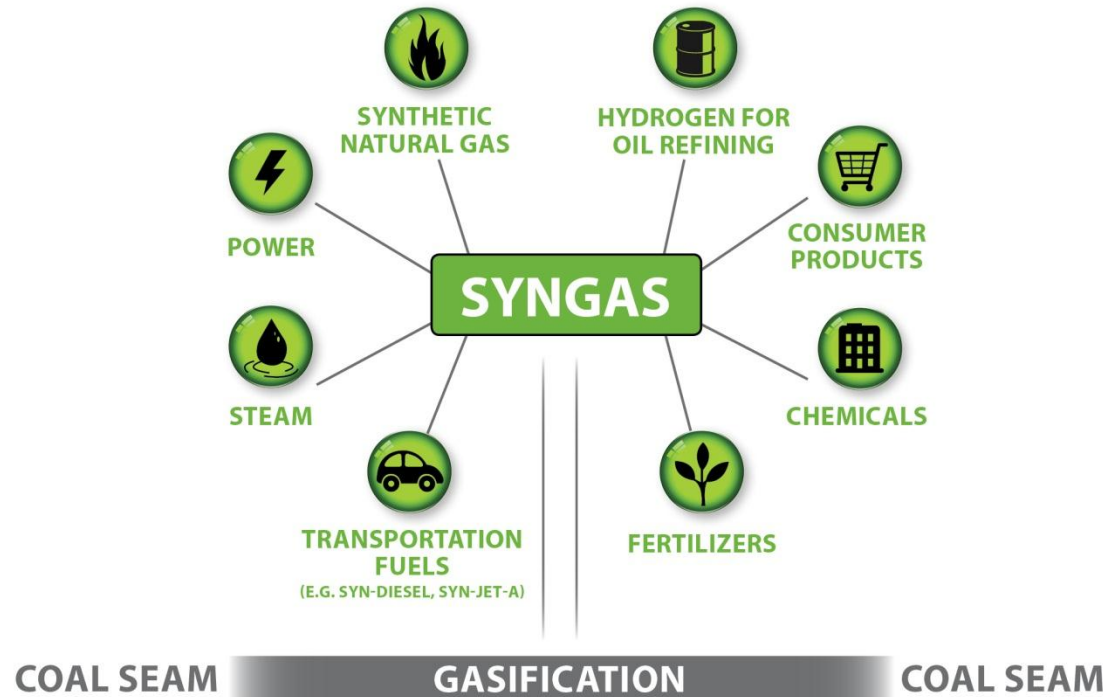 SYNTHETIC
NATURAL GAS
HYDROGEN FOR
OIL REFINING
POWER
CONSUMER
PRODUCTS
SYNGAS
STEAM
CHEMICALS
TRANSPORTATION
FUELS
(E.G. SYN-DIESEL, SYN-JET-A)
FERTILIZERS
COAL SEAM
GASIFICATION
COAL SEAM